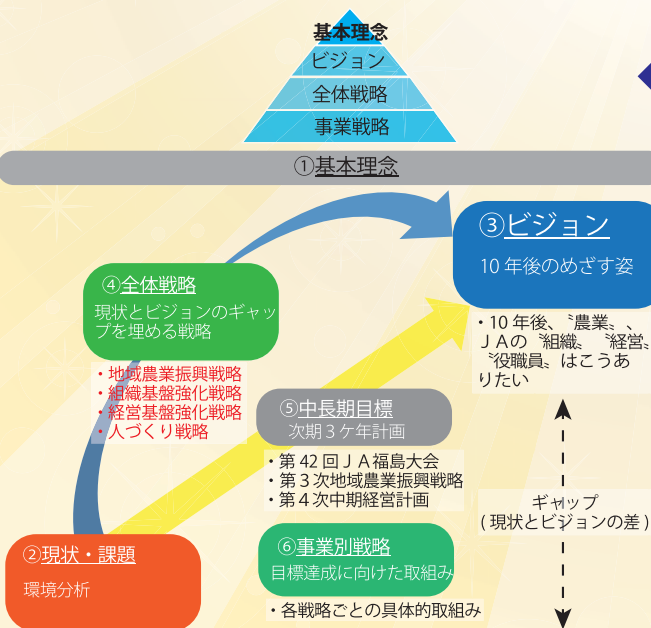 基本理念
ビジョン
全体戦略
事業戦略
①基本理念
③ビジョン
10年後のめざす姿
・10年後、〝農業〟、
ＪＡの〝組織〟〝経営〟
〝役職員〟はこうあ
りたい
④全体戦略
現状とビジョンのギャッ
プを埋める戦略
・地域農業振興戦略
・組織基盤強化戦略
・経営基盤強化戦略
・人づくり戦略
⑤中長期目標
次期３ケ年計画
・第42回ＪＡ福島大会
・第３次地域農業振興戦略
・第４次中期経営計画
ギャップ
(現状とビジョンの差)
②現状・課題
環境分析
⑥事業別戦略
目標達成に向けた取組み
・各戦略ごとの具体的取組み